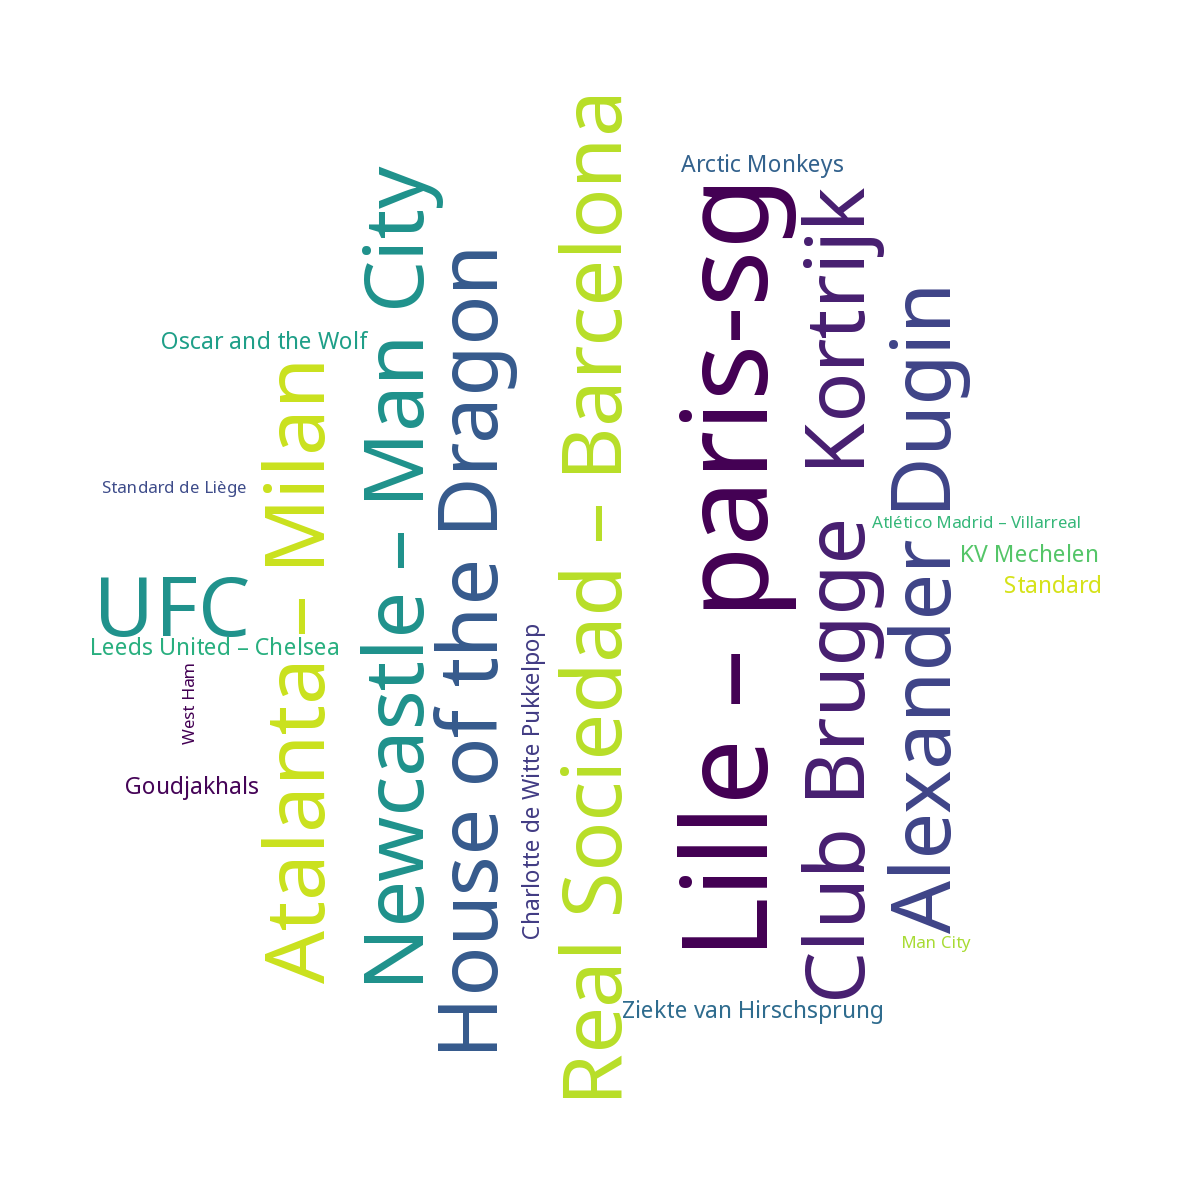 Arctic Monkeys
Oscar and the Wolf
Standard de Liège
UFC
Leeds United – Chelsea
West Ham
Goudjakhals
Atalanta – Milan
Newcastle – Man City
House of the Dragon
Charlotte de Witte Pukkelpop
Real Sociedad – Barcelona
Lille – paris-sg
Club Brugge Kortrijk
Alexander Dugin
Atlético Madrid – Villarreal
KV Mechelen
Standard
Man City
Ziekte van Hirschsprung